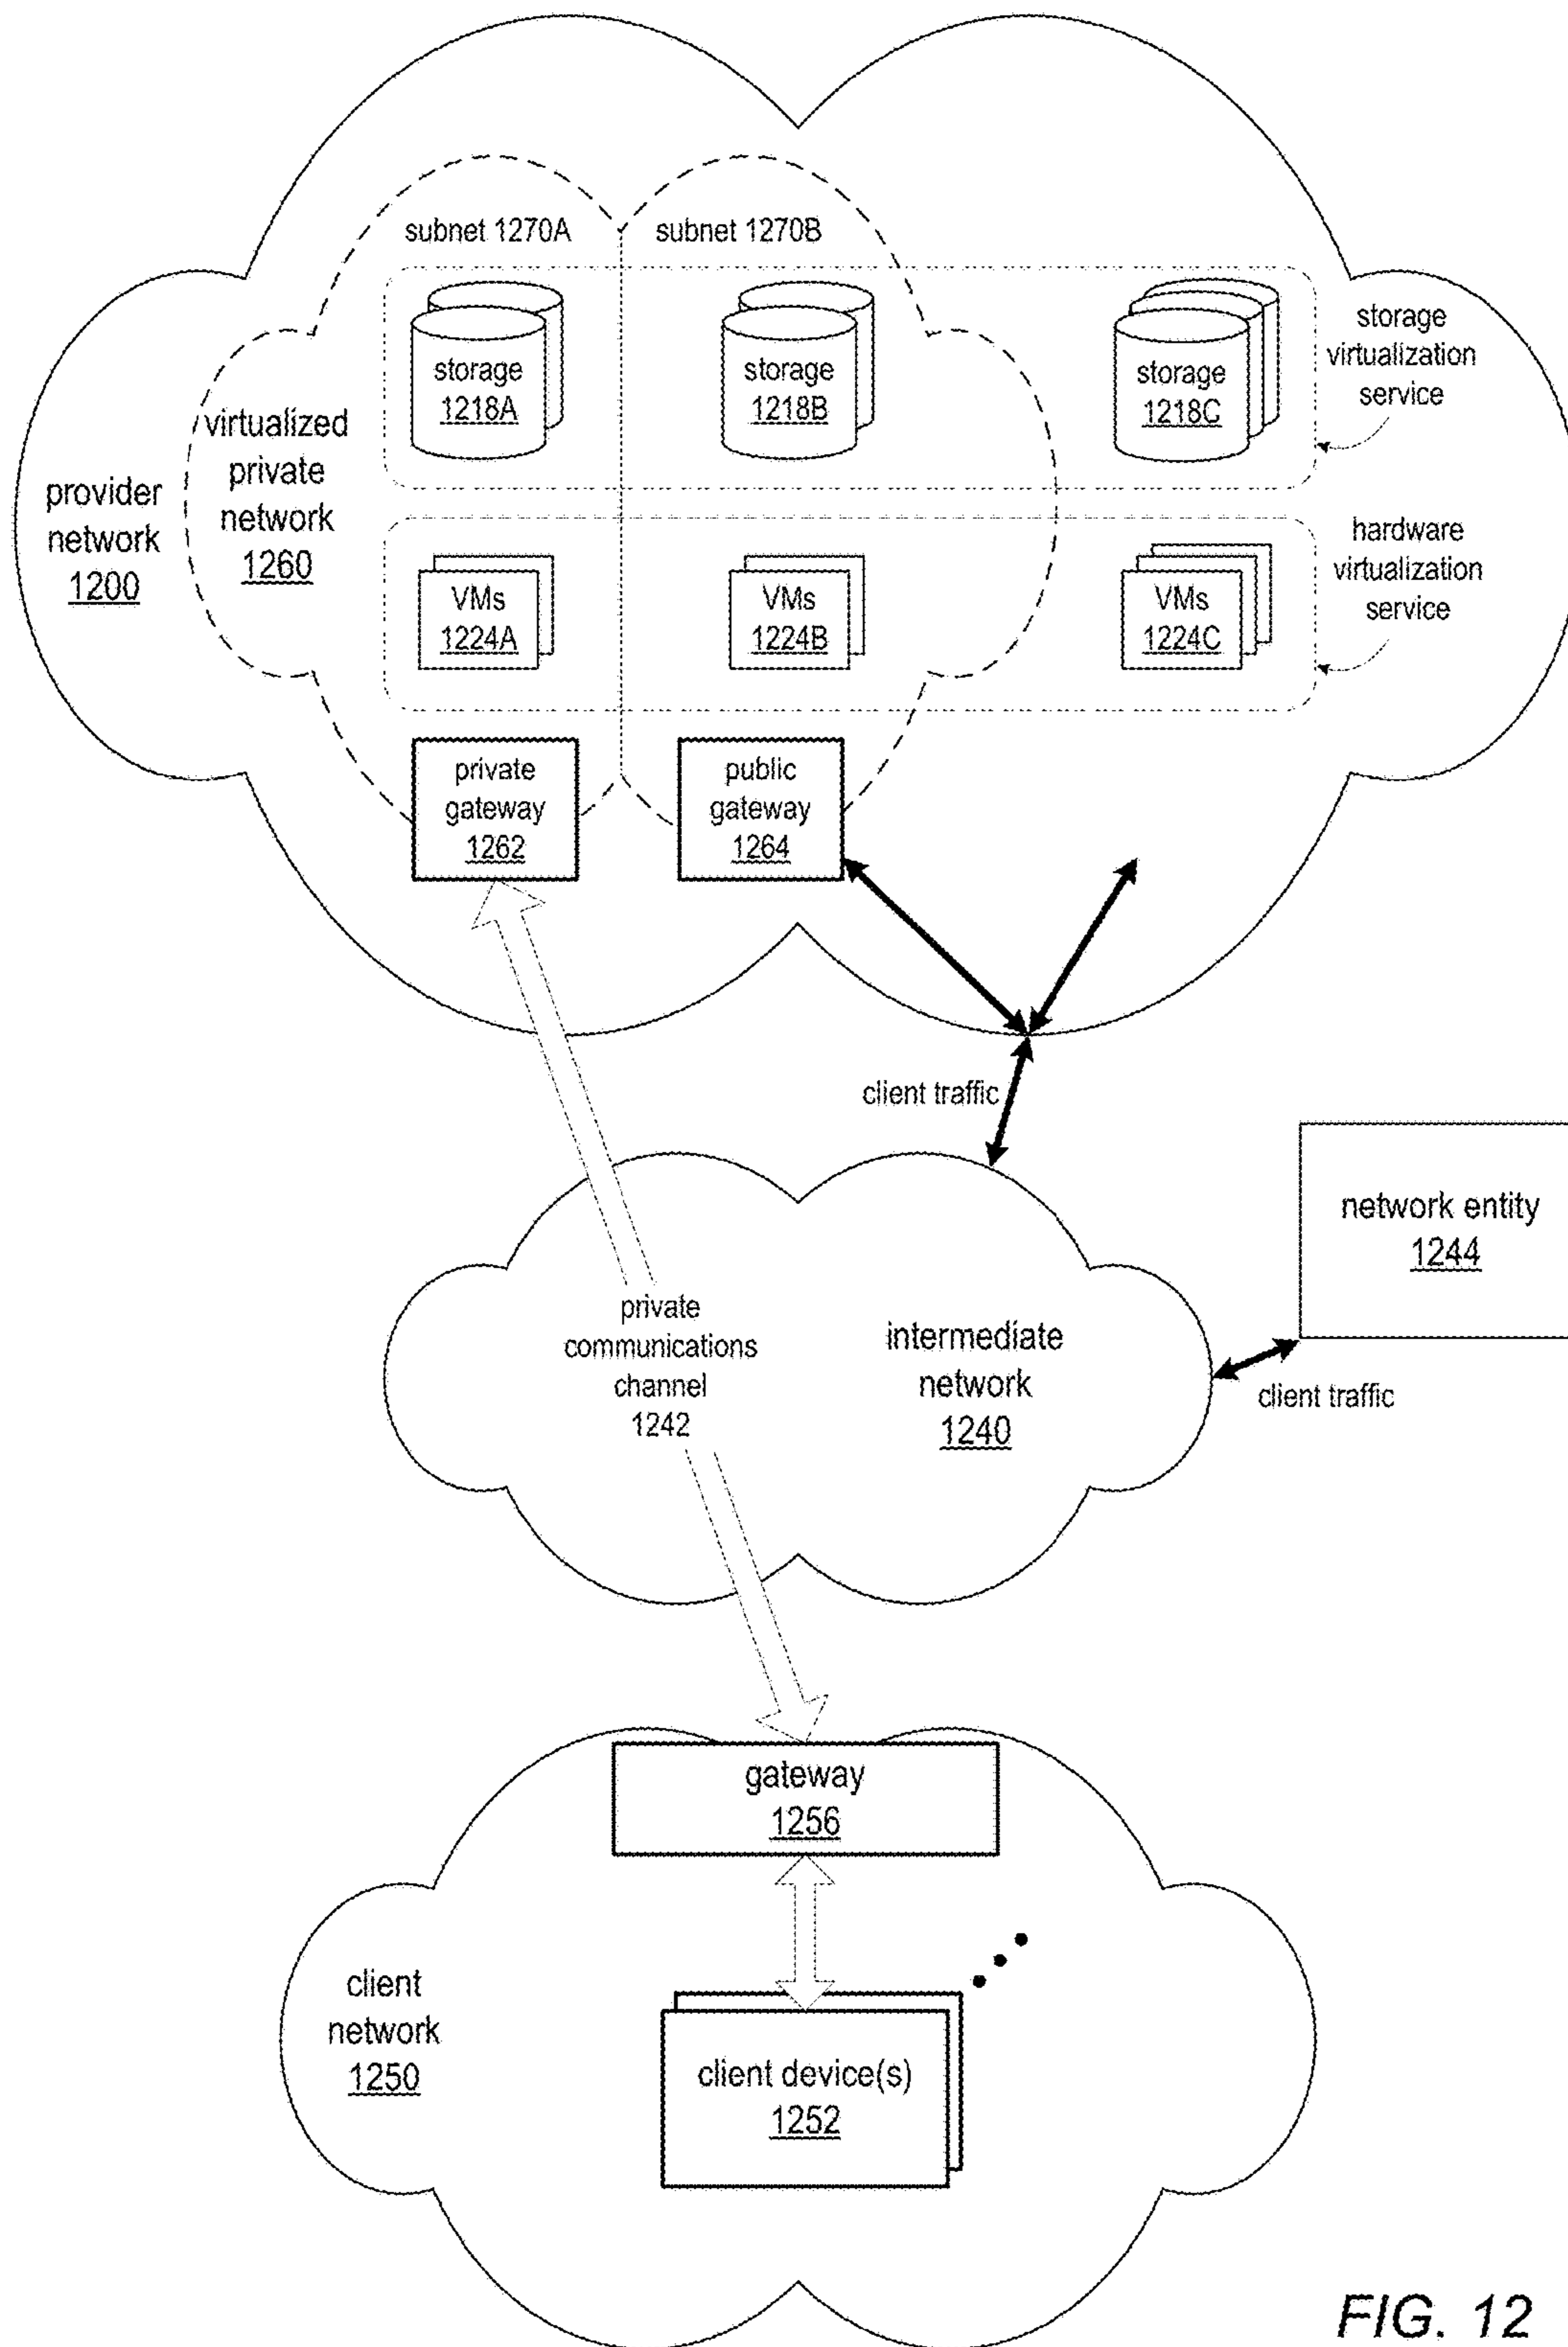 subnet 1270A
subnet 1270B
storage
1218A
storage
1218B
storage
1218C
storage
virtualization
service
virtualized
private
network
1260
provider
network
1200
VMs
1224A
VMs
1224B
VMs
1224C
hardware
virtualization
service
private
gateway
1262
public
gateway
1264
client traffic
network entity
1244
private
communications
channel
1242
intermediate
network
1240
client traffic
gateway
1256
client
network
1250
client device(s)
1252
FIG. 12